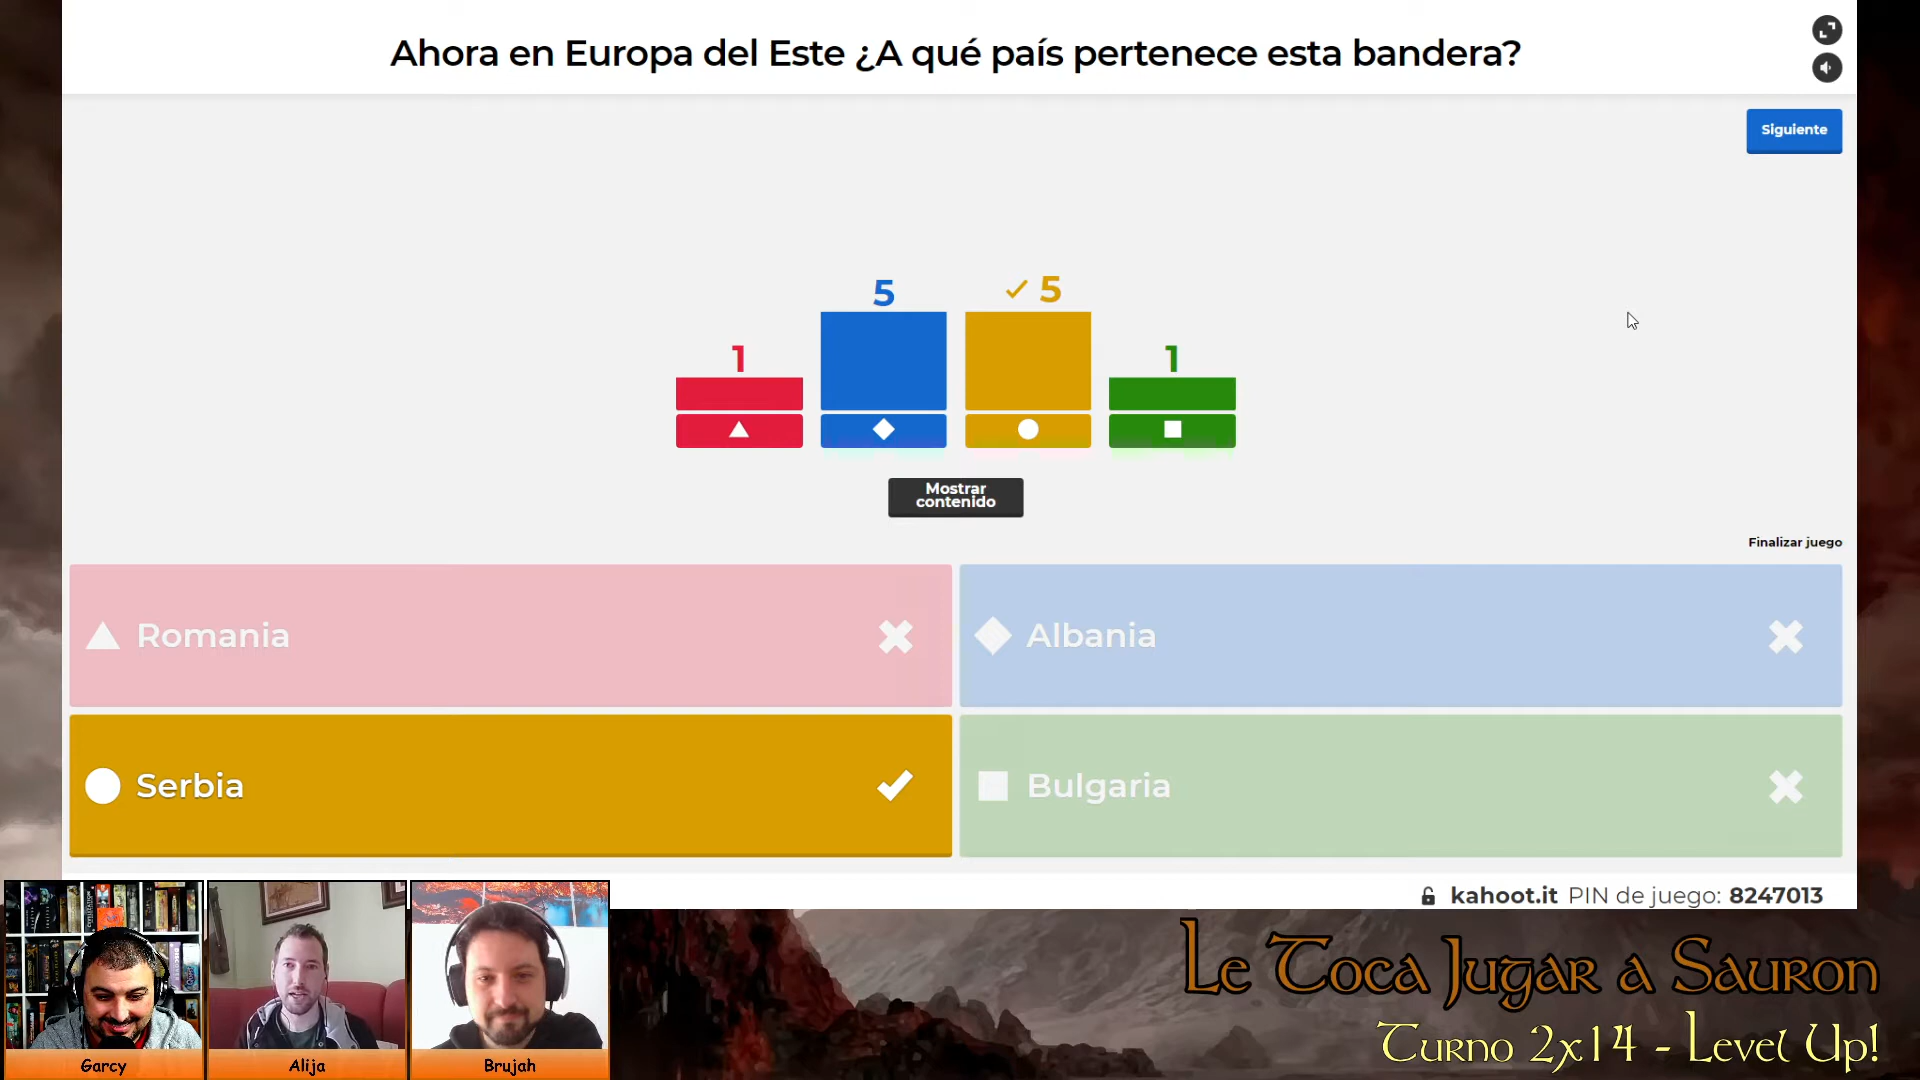 Ahora en Europa del Este ¿A qué país pertenece esta bandera?
Siguiente
1
5
5
1
Mostrar
contenido
Finalizar juego
Romania
Albania
Serbia
Bulgaria
kahoot.it PIN de juego: 8247013
Le Toca Jugar a Sauron
Turno 2x14 - Level Up!
Garcy
Alija
Brujah